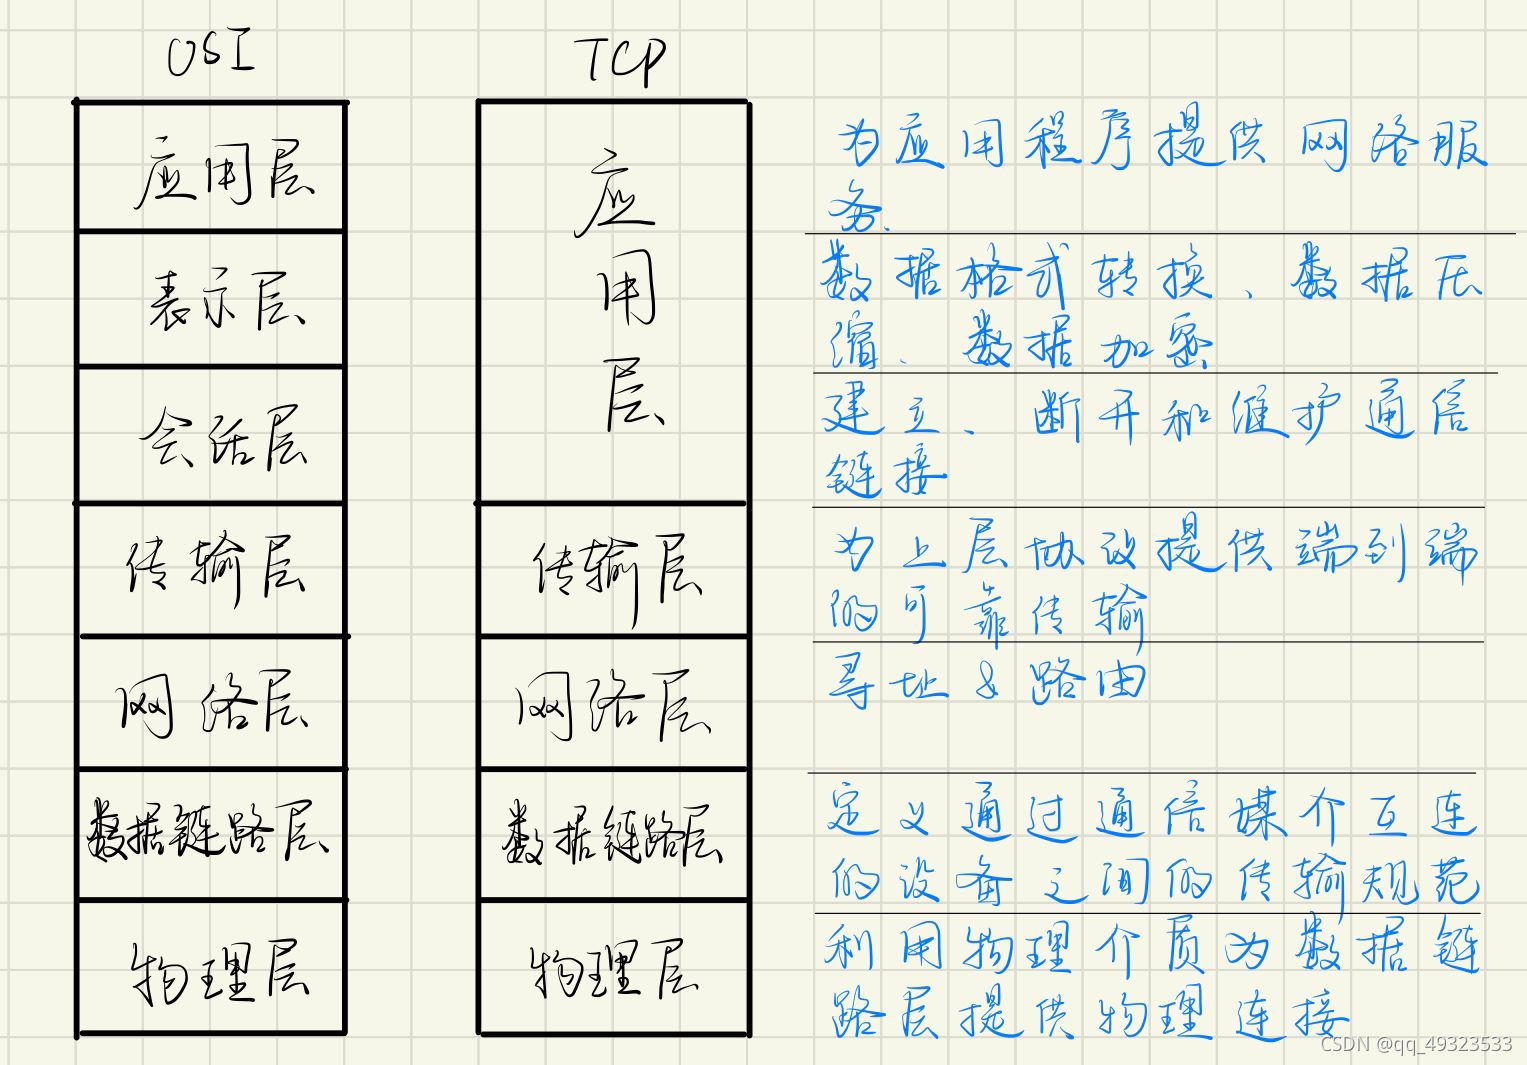 OSI
TCP
应用层
表示层
会话层
传输层
网络层
数据链路层
物理层
应
用
层
传输层
网络层
数据链路层
物理层
为应用程序提供网络服
务.
数据格式转换、数据压
缩、数据加密
建立、断开和维护通信
链接
为上层协议提供端到端
的可靠传输
寻址&路由
定义通过通信媒介互连
的设备之间的传输规范
利用物理介质为数据链
路层提供物理连接
CSDN @qq_49323533